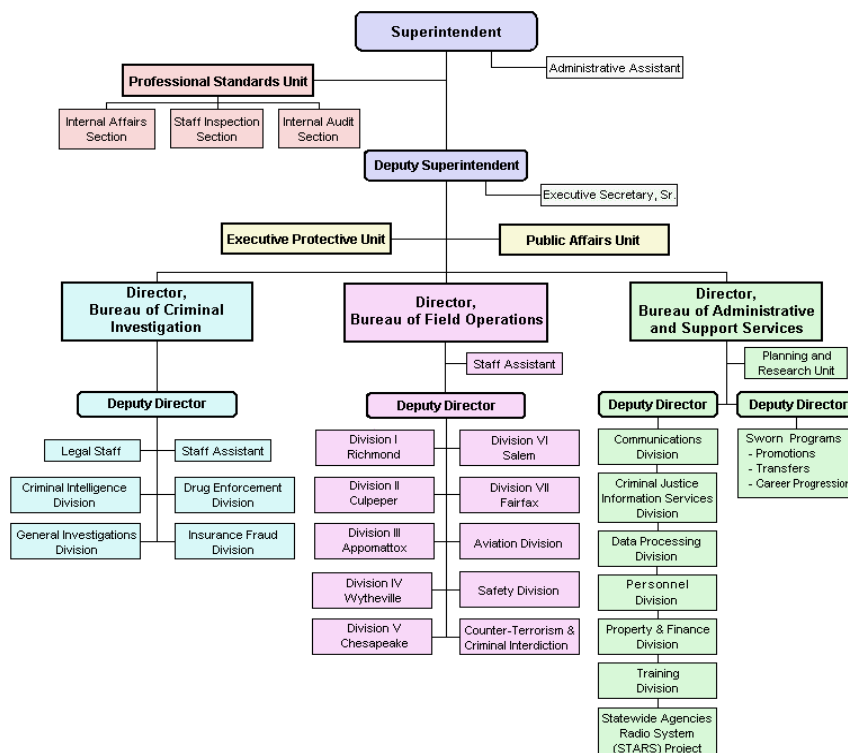 Superintendent
Administrative Assistant
Professional Standards Unit
Internal Affairs
Section
Staff Inspection
Section
Internal Audit
Section
Deputy Superintendent
Executive Secretary, Sr.
Executive Protective Unit
Public Affairs Unit
Director,
Bureau of Criminal
Investigation
Director,
Bureau of Field Operations
Director,
Bureau of Administrative
and Support Services
Staff Assistant
Planning and
Research Unit
Deputy Director
Legal Staff
Staff Assistant
Criminal Intelligence
Division
Drug Enforcement
Division
General Investigations
Division
Insurance Fraud
Division
Deputy Director
Division I
Richmond
Division VI
Salem
Division II
Culpeper
Division VII
Fairfax
Division III
Appomattox
Aviation Division
Division IV
Wytheville
Safety Division
Division V
Chesapeake
Counter-Terrorism &
Criminal Interdiction
Deputy Director
Communications
Division
Criminal Justice
Information Services
Division
Data Processing
Division
Personnel
Division
Property & Finance
Division
Training
Division
Statewide Agencies
Radio System
(STARS) Project
Deputy Director
Sworn Programs
- Promotions
- Transfers
- Career Progression